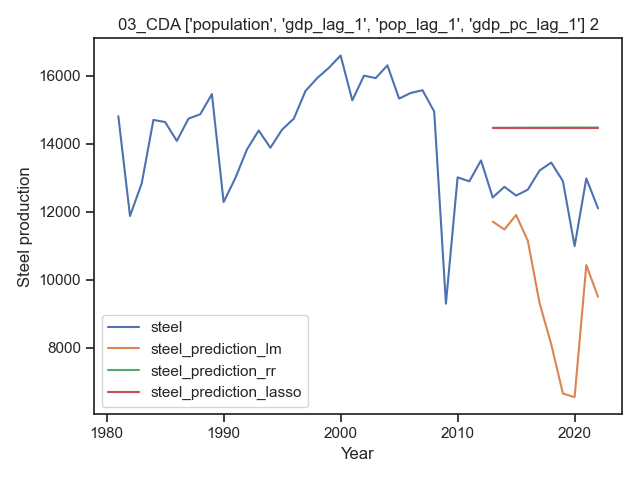 03_CDA ['population', 'gdp_lag_1', 'pop_lag_1', 'gdp_pc_lag_1'] 2
Steel production
16000
14000
12000
10000
8000
steel
steel_prediction_lm
steel_prediction_rr
steel_prediction_lasso
1980
1990
2000
2010
2020
Year